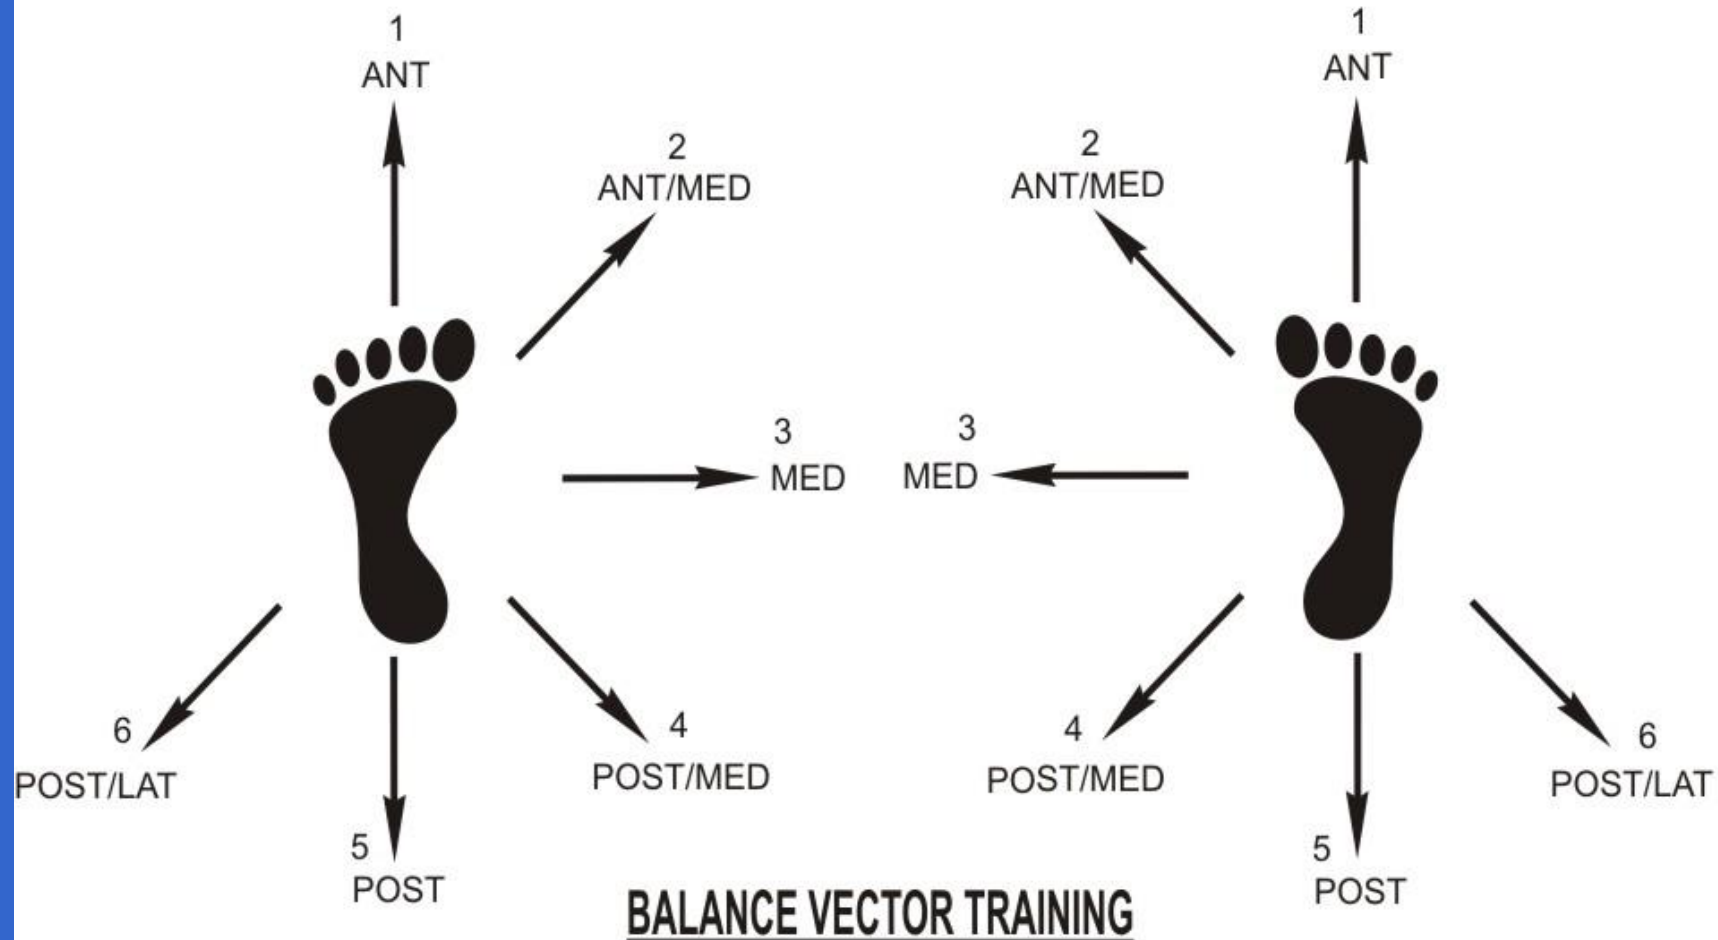 1
ANT
2
ANT/MED
3
MED
4
POST/MED
5
POST
6
POST/LAT
1
ANT
2
ANT/MED
3
MED
4
POST/MED
5
POST
6
POST/LAT
BALANCE VECTOR TRAINING